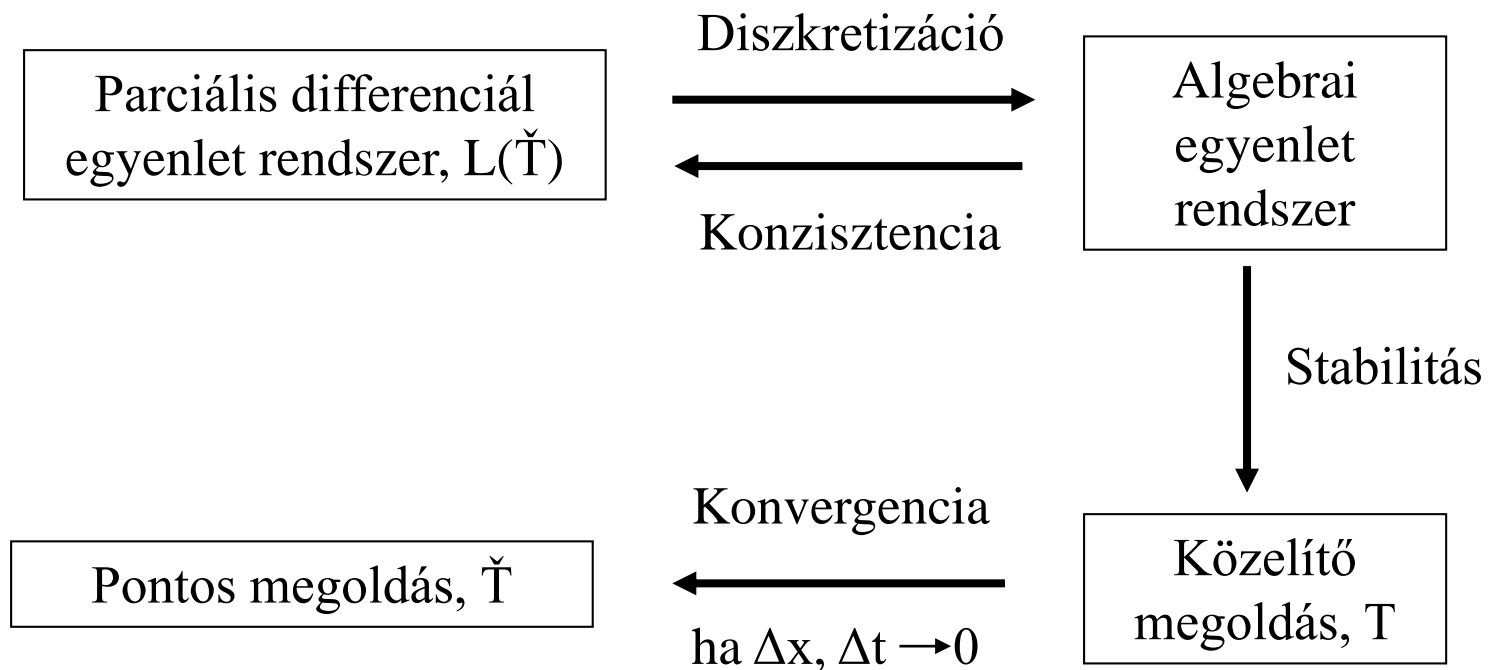 Diszkretizáció
Parciális differenciál
egyenlet rendszer, L(Ť)
Algebrai
egyenlet
rendszer
Konzisztencia
Stabilitás
Konvergencia
Pontos megoldás, Ť
Közelítő
megoldás, T
ha Δx, Δt →0